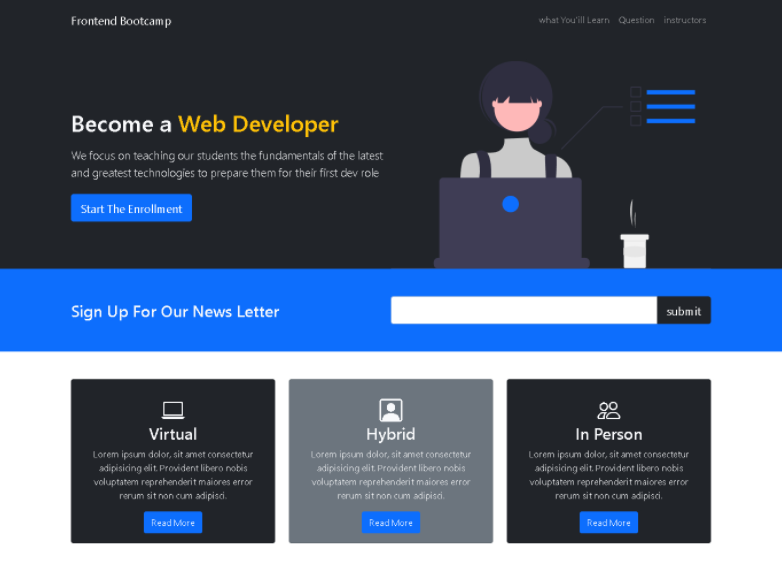 Frontend Bootcamp
what You'ill Learn Question instructors
Become a Web Developer
We focus on teaching our students the fundamentals of the latest
and greatest technologies to prepare them for their first dev role
Start The Enrollment
Sign Up For Our News Letter
submit
Virtual
Lorem ipsum dolor, sit amet consectetur
adipisicing elit. Provident libero nobis
voluptatem reprehenderit maiores error
rerum sit non cum adipisci.
Read More
Hybrid
Lorem ipsum dolor, sit amet consectetur
adipisicing elit. Provident libero nobis
voluptatem reprehenderit maiores error
rerum sit non cum adipisci.
Read More
In Person
Lorem ipsum dolor, sit amet consectetur
adipisicing elit. Provident libero nobis
voluptatem reprehenderit maiores error
rerum sit non cum adipisci.
Read More